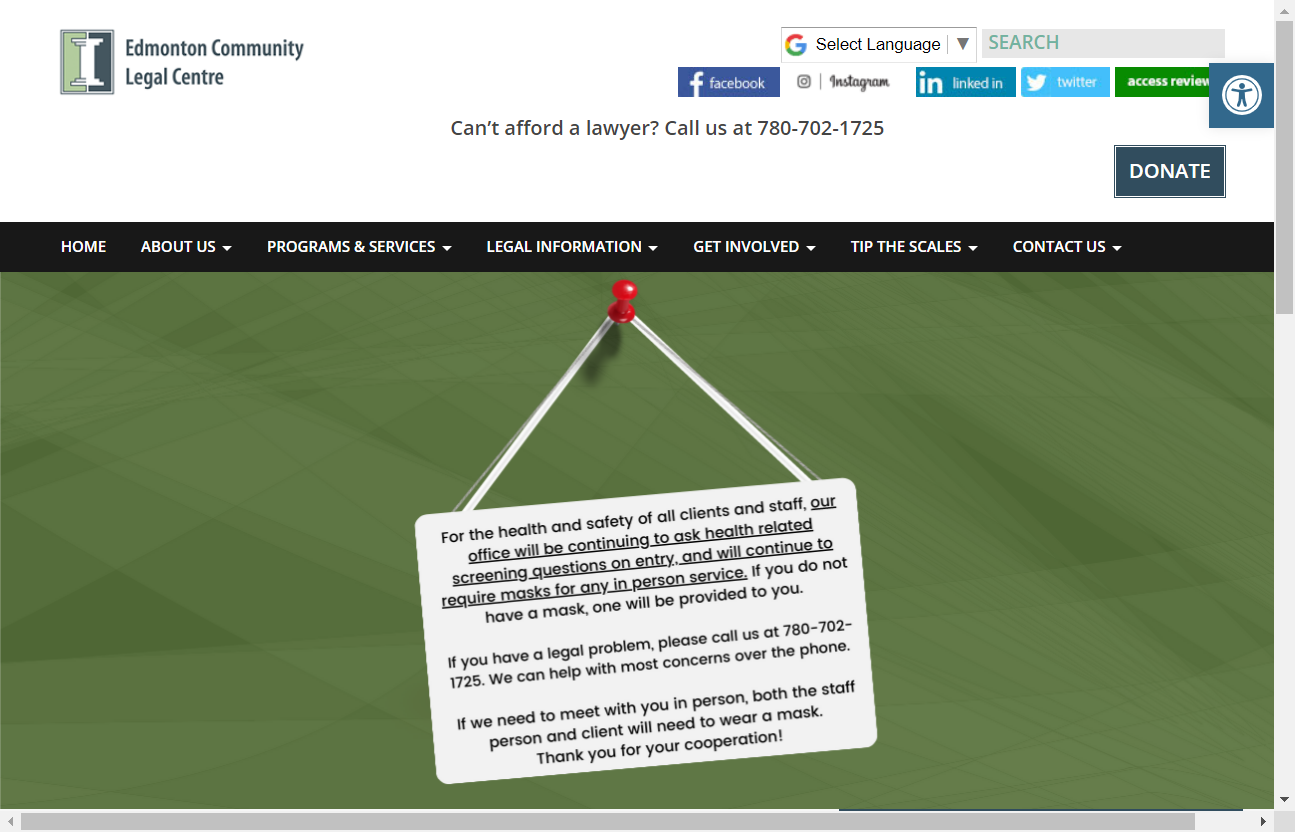 Edmonton Community
Legal Centre
Select Language ▼
SEARCH
facebook
Instagram
in linked in
twitter
access review
Can’t afford a lawyer? Call us at 780-702-1725
DONATE
HOME
ABOUT US
PROGRAMS & SERVICES
LEGAL INFORMATION
GET INVOLVED
TIP THE SCALES
CONTACT US
For the health and safety of all clients and staff, our
office will be continuing to ask health related
screening questions on entry, and will continue to
require masks for any in person service. If you do not
have a mask, one will be provided to you.
If you have a legal problem, please call us at 780-702-
1725. We can help with most concerns over the phone.
If we need to meet with you in person, both the staff
person and client will need to wear a mask.
Thank you for your cooperation!